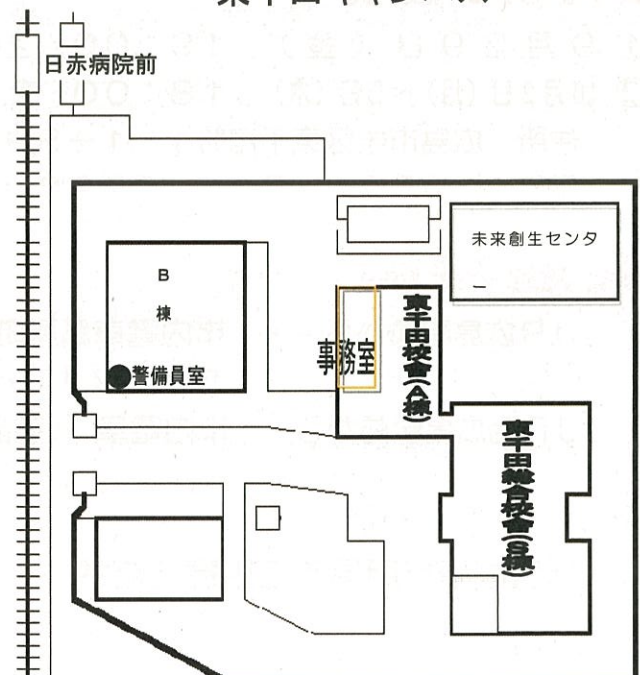 日赤病院前
未来創生センタ
ー
B
棟
事務室
東千田校舎(A棟)
警備員室
東千田総合校舎(S棟)